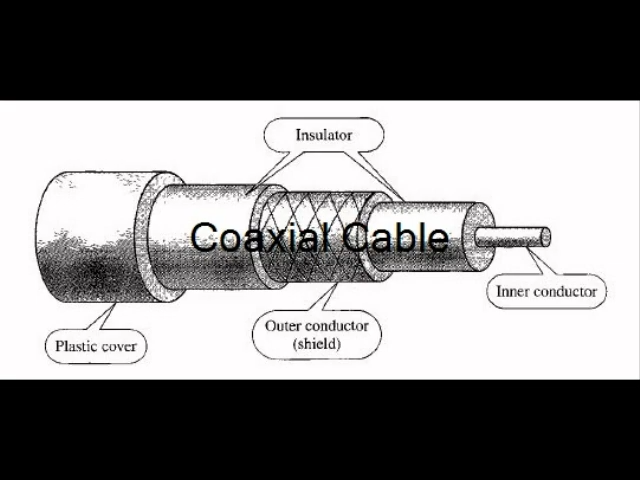 Insulator
Coaxial Cable
Inner conductor
Outer conductor
(shield)
Plastic cover